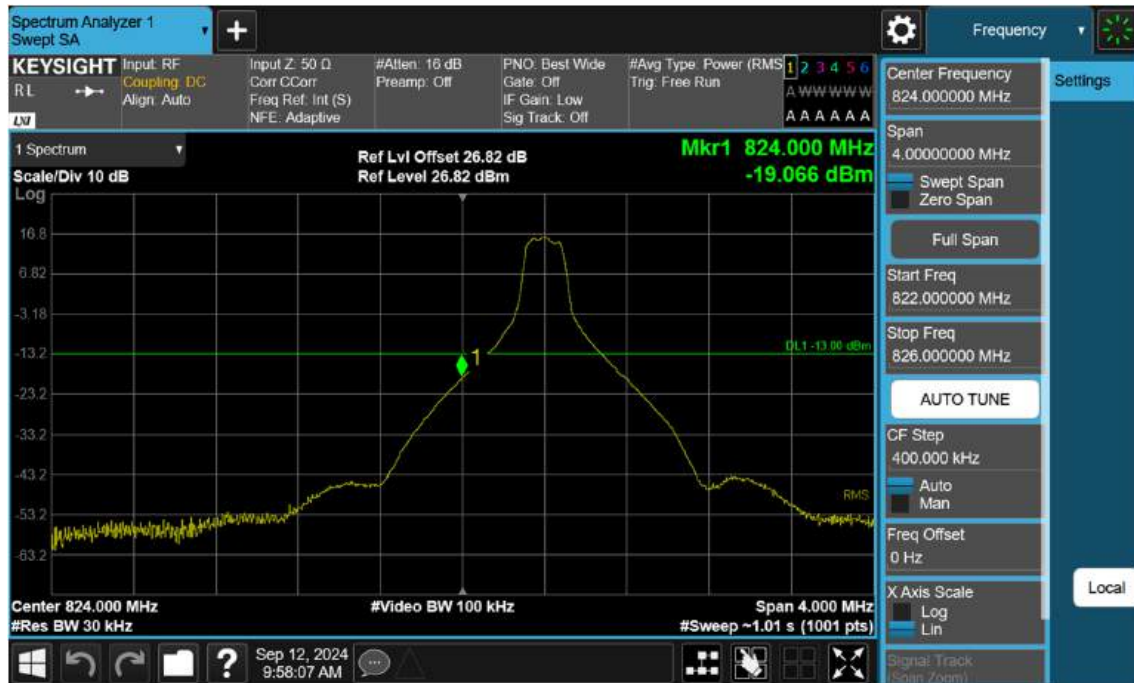 Spectrum Analyzer 1
Swept SA
+
Frequency
KEYSIGHT
RL
LXI
Input: RF
Coupling: DC
Align: Auto
Input Z: 50 Ω
Corr CCorr
Freq Ref: Int (S)
NFE: Adaptive
#Atten: 16 dB
Preamp: Off
PNO: Best Wide
Gate: Off
IF Gain: Low
Sig Track: Off
#Avg Type: Power (RMS
Trig: Free Run
1 2 3 4 5 6
A W W W W W
A A A A A A
1 Spectrum
Scale/Div 10 dB
Log
Ref Lvl Offset 26.82 dB
Ref Level 26.82 dBm
Mkr1 824.000 MHz
-19.066 dBm
16.8
6.82
-3.18
-13.2
-23.2
-33.2
-43.2
-53.2
-63.2
1
DL1 -13.00 dBm
RMS
Center 824.000 MHz
#Res BW 30 kHz
#Video BW 100 kHz
Span 4.000 MHz
#Sweep ~1.01 s (1001 pts)
Center Frequency
824.000000 MHz
Settings
Span
4.00000000 MHz
Swept Span
Zero Span
Full Span
Start Freq
822.000000 MHz
Stop Freq
826.000000 MHz
AUTO TUNE
CF Step
400.000 kHz
Auto
Man
Freq Offset
0 Hz
X Axis Scale
Log
Lin
Local
Signal Track
(Span Zoom)
?
Sep 12, 2024
9:58:07 AM